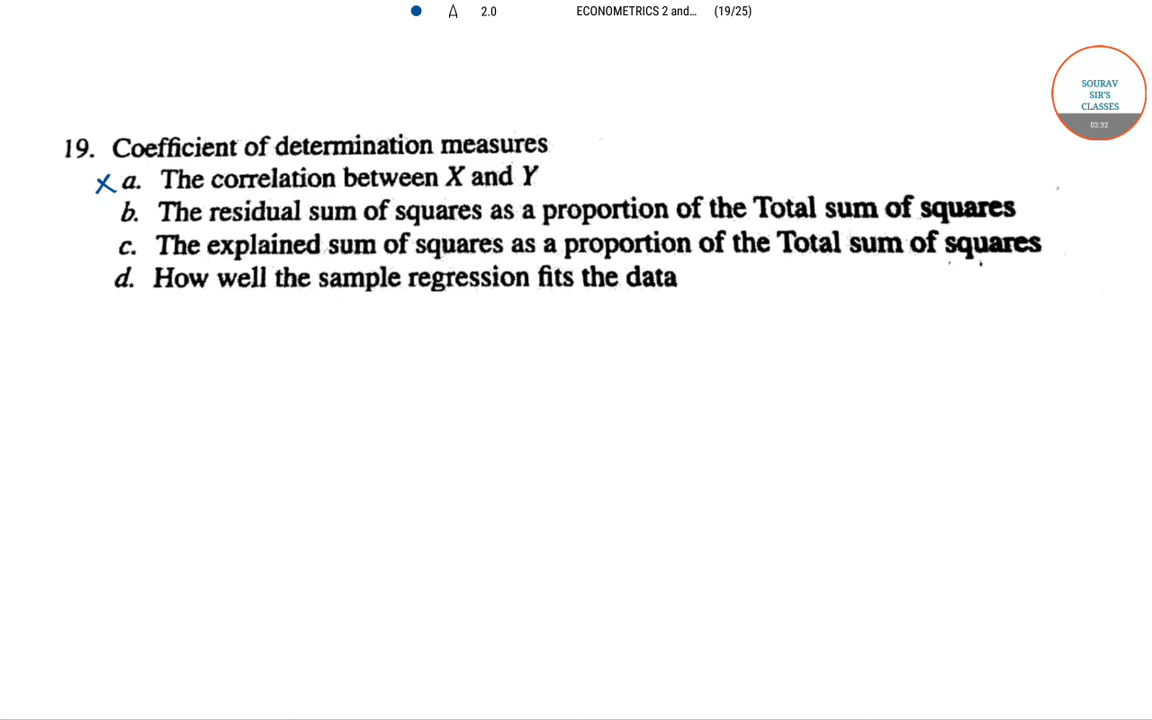 2.0 ECONOMETRICS 2 and... (19/25)
SOURAV
SIR'S
CLASSES
02:32
19. Coefficient of determination measures
X a. The correlation between X and Y
b. The residual sum of squares as a proportion of the Total sum of squares
c. The explained sum of squares as a proportion of the Total sum of squares
d. How well the sample regression fits the data